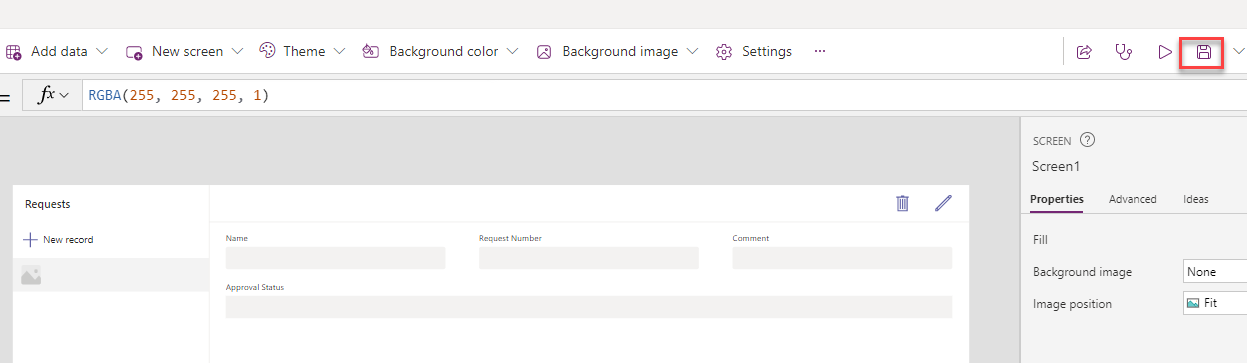 Add data New screen Theme Background color Background image Settings ...
= fx RGBA(255, 255, 255, 1)
SCREEN ?
Screen1
Properties Advanced Ideas
Requests
New record
Name Request Number Comment
Approval Status
Fill
Background image None
Image position Fit